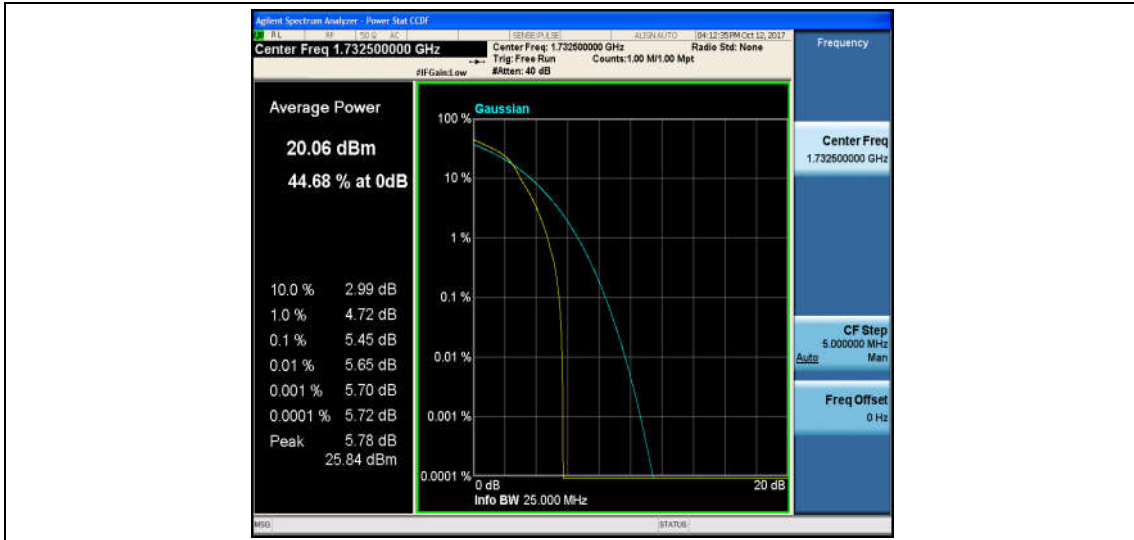 Agilent Spectrum Analyzer - Power Stat CCDF
RL RF 50 Ω AC SENSE:PULSE ALIGN AUTO 04:12:35 PM Oct 12, 2017
Center Freq 1.732500000 GHz
Center Freq: 1.732500000 GHz Radio Std: None
Trig: Free Run Counts:1.00 M/1.00 Mpt
#IFGain:Low #Atten: 40 dB
Frequency
Average Power
20.06 dBm
44.68 % at 0dB
10.0 % 2.99 dB
1.0 % 4.72 dB
0.1 % 5.45 dB
0.01 % 5.65 dB
0.001 % 5.70 dB
0.0001 % 5.72 dB
Peak 5.78 dB
25.84 dBm
Gaussian
100 %
10 %
1 %
0.1 %
0.01 %
0.001 %
0.0001 %
0 dB 20 dB
Info BW 25.000 MHz
Center Freq
1.732500000 GHz
CF Step
5.000000 MHz
Auto Man
Freq Offset
0 Hz
MSG STATUS